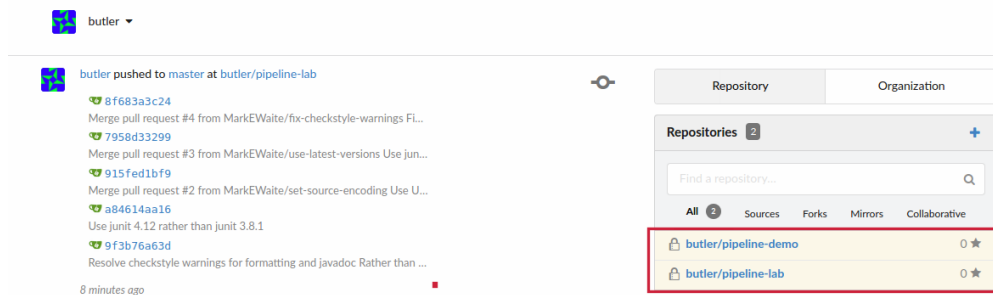 butler
butler pushed to master at butler/pipeline-lab
8f683a3c24
Merge pull request #4 from MarkEWaite/fix-checkstyle-warnings Fi...
7958d33299
Merge pull request #3 from MarkEWaite/use-latest-versions Use jun...
915fed1bf9
Merge pull request #2 from MarkEWaite/set-source-encoding Use U...
a84614aa16
Use junit 4.12 rather than junit 3.8.1
9f3b76a63d
Resolve checkstyle warnings for formatting and javadoc Rather than ...
8 minutes ago
Repository Organization
Repositories 2 +
Find a repository...
All 2 Sources Forks Mirrors Collaborative
butler/pipeline-demo 0
butler/pipeline-lab 0